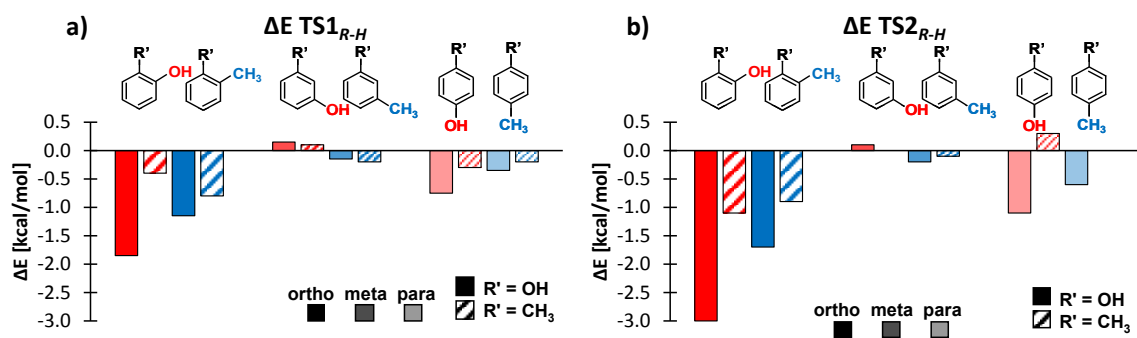 a) ΔE TS1R-H
R' R' R' R' R' R'
OH CH3 OH CH3 OH CH3
0.5
0.0
-0.5
-1.0
-1.5
-2.0
-2.5
-3.0
ΔE [kcal/mol]
ortho meta para
R' = OH
R' = CH3
b) ΔE TS2R-H
R' R' R' R' R' R'
OH CH3 OH CH3 OH CH3
0.5
0.0
-0.5
-1.0
-1.5
-2.0
-2.5
-3.0
ΔE [kcal/mol]
ortho meta para
R' = OH
R' = CH3